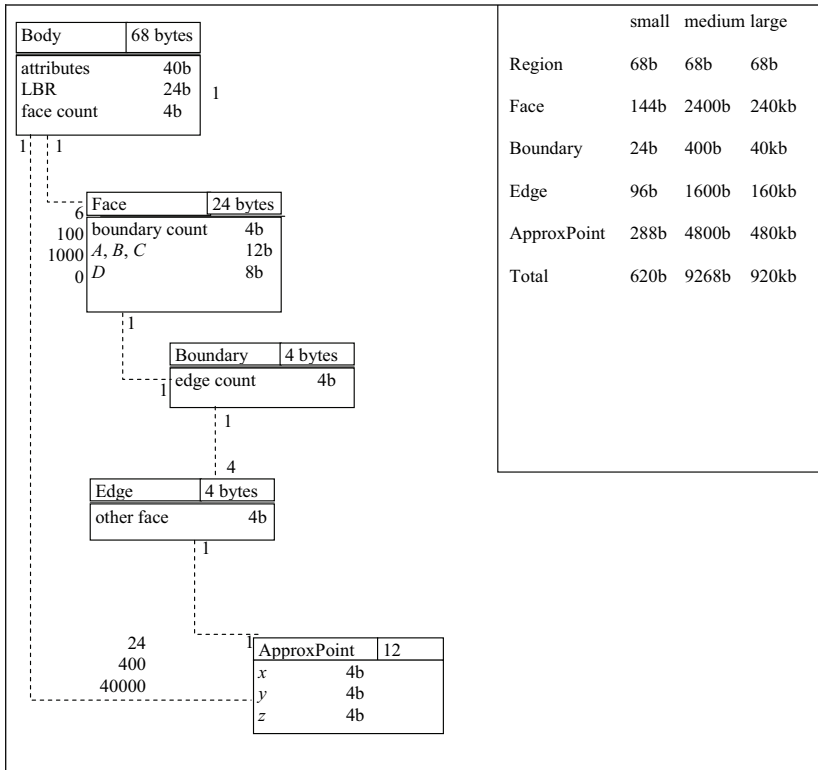 Body 68 bytes
attributes 40b
LBR 24b
face count 4b
1
1 1
Face 24 bytes
6
boundary count 4b
100
A, B, C 12b
1000
D 8b
0
1
Boundary 4 bytes
edge count 4b
1
1
4
Edge 4 bytes
other face 4b
1
24
400
40000
1
ApproxPoint 12
x 4b
y 4b
z 4b
small medium large
Region 68b 68b 68b
Face 144b 2400b 240kb
Boundary 24b 400b 40kb
Edge 96b 1600b 160kb
ApproxPoint 288b 4800b 480kb
Total 620b 9268b 920kb